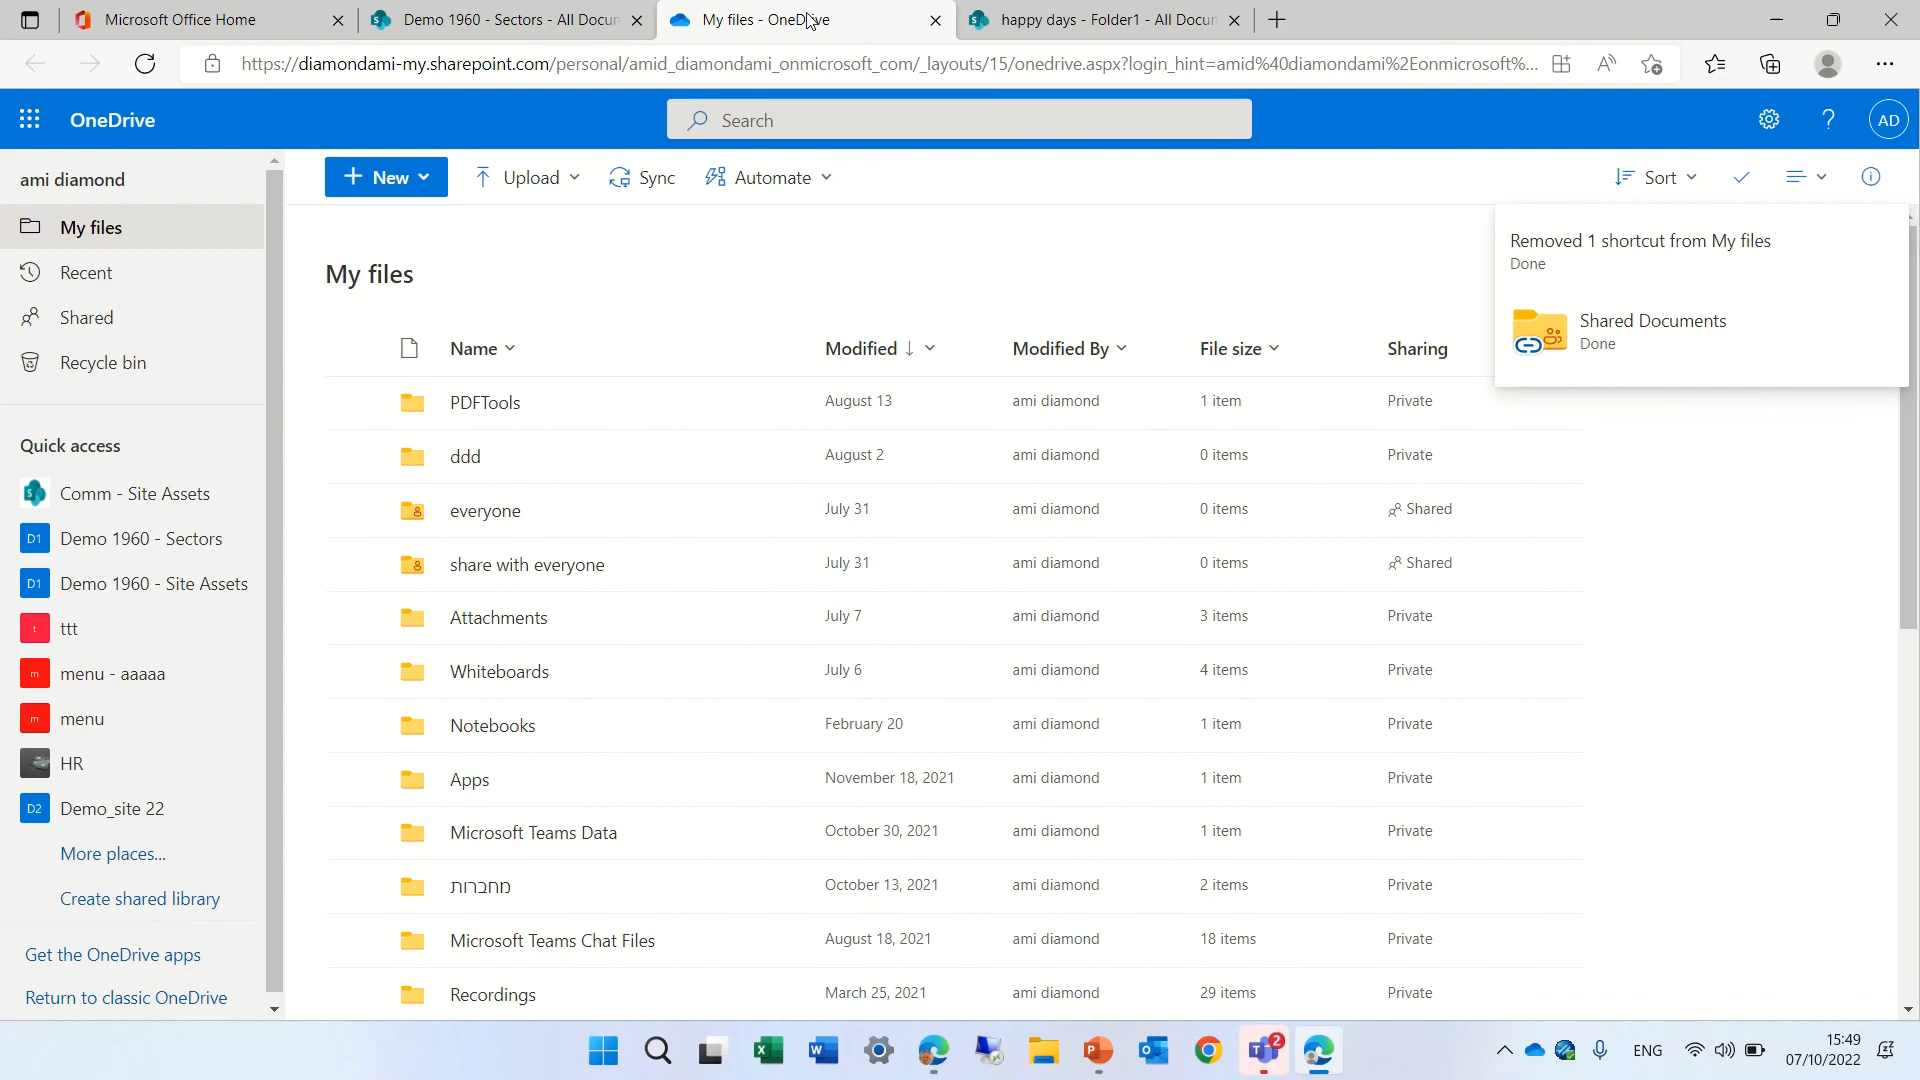 Microsoft Office Home
Demo 1960 - Sectors - All Docun
My files - OneDrive
happy days - Folder1 - All Docur
https://diamondami-my.sharepoint.com/personal/amid_diamondami_onmicrosoft_com/_layouts/15/onedrive.aspx?login_hint=amid%40diamondami%2Eonmicrosoft%...
OneDrive
Search
AD
ami diamond
My files
Recent
Shared
Recycle bin
Quick access
Comm - Site Assets
D1 Demo 1960 - Sectors
D1 Demo 1960 - Site Assets
t ttt
m menu - aaaaa
m menu
HR
D2 Demo_site 22
More places...
Create shared library
Get the OneDrive apps
Return to classic OneDrive
New
Upload
Sync
Automate
Sort
Removed 1 shortcut from My files
Done
Shared Documents
Done
My files
Name Modified Modified By File size Sharing
PDFTools August 13 ami diamond 1 item Private
ddd August 2 ami diamond 0 items Private
everyone July 31 ami diamond 0 items Shared
share with everyone July 31 ami diamond 0 items Shared
Attachments July 7 ami diamond 3 items Private
Whiteboards July 6 ami diamond 4 items Private
Notebooks February 20 ami diamond 1 item Private
Apps November 18, 2021 ami diamond 1 item Private
Microsoft Teams Data October 30, 2021 ami diamond 1 item Private
מחברות October 13, 2021 ami diamond 2 items Private
Microsoft Teams Chat Files August 18, 2021 ami diamond 18 items Private
Recordings March 25, 2021 ami diamond 29 items Private
2
ENG
15:49
07/10/2022